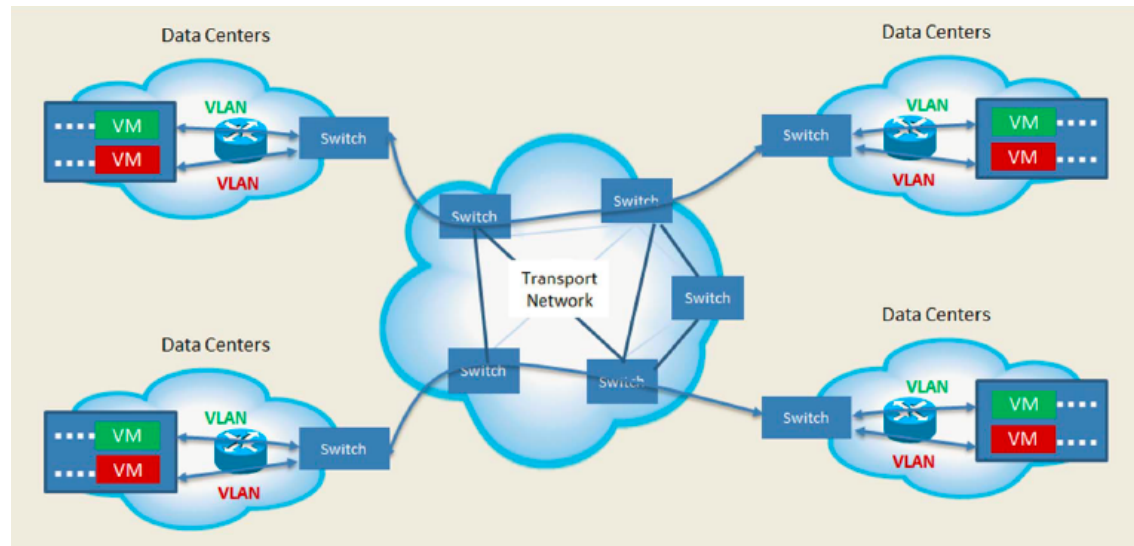 Data Centers
VLAN
VM
VM
VLAN
Switch
Data Centers
Switch
VLAN
VM
VM
VLAN
Switch
Switch
Transport
Network
Switch
Switch
Switch
Data Centers
VLAN
VM
VM
VLAN
Switch
Data Centers
Switch
VLAN
VM
VM
VLAN